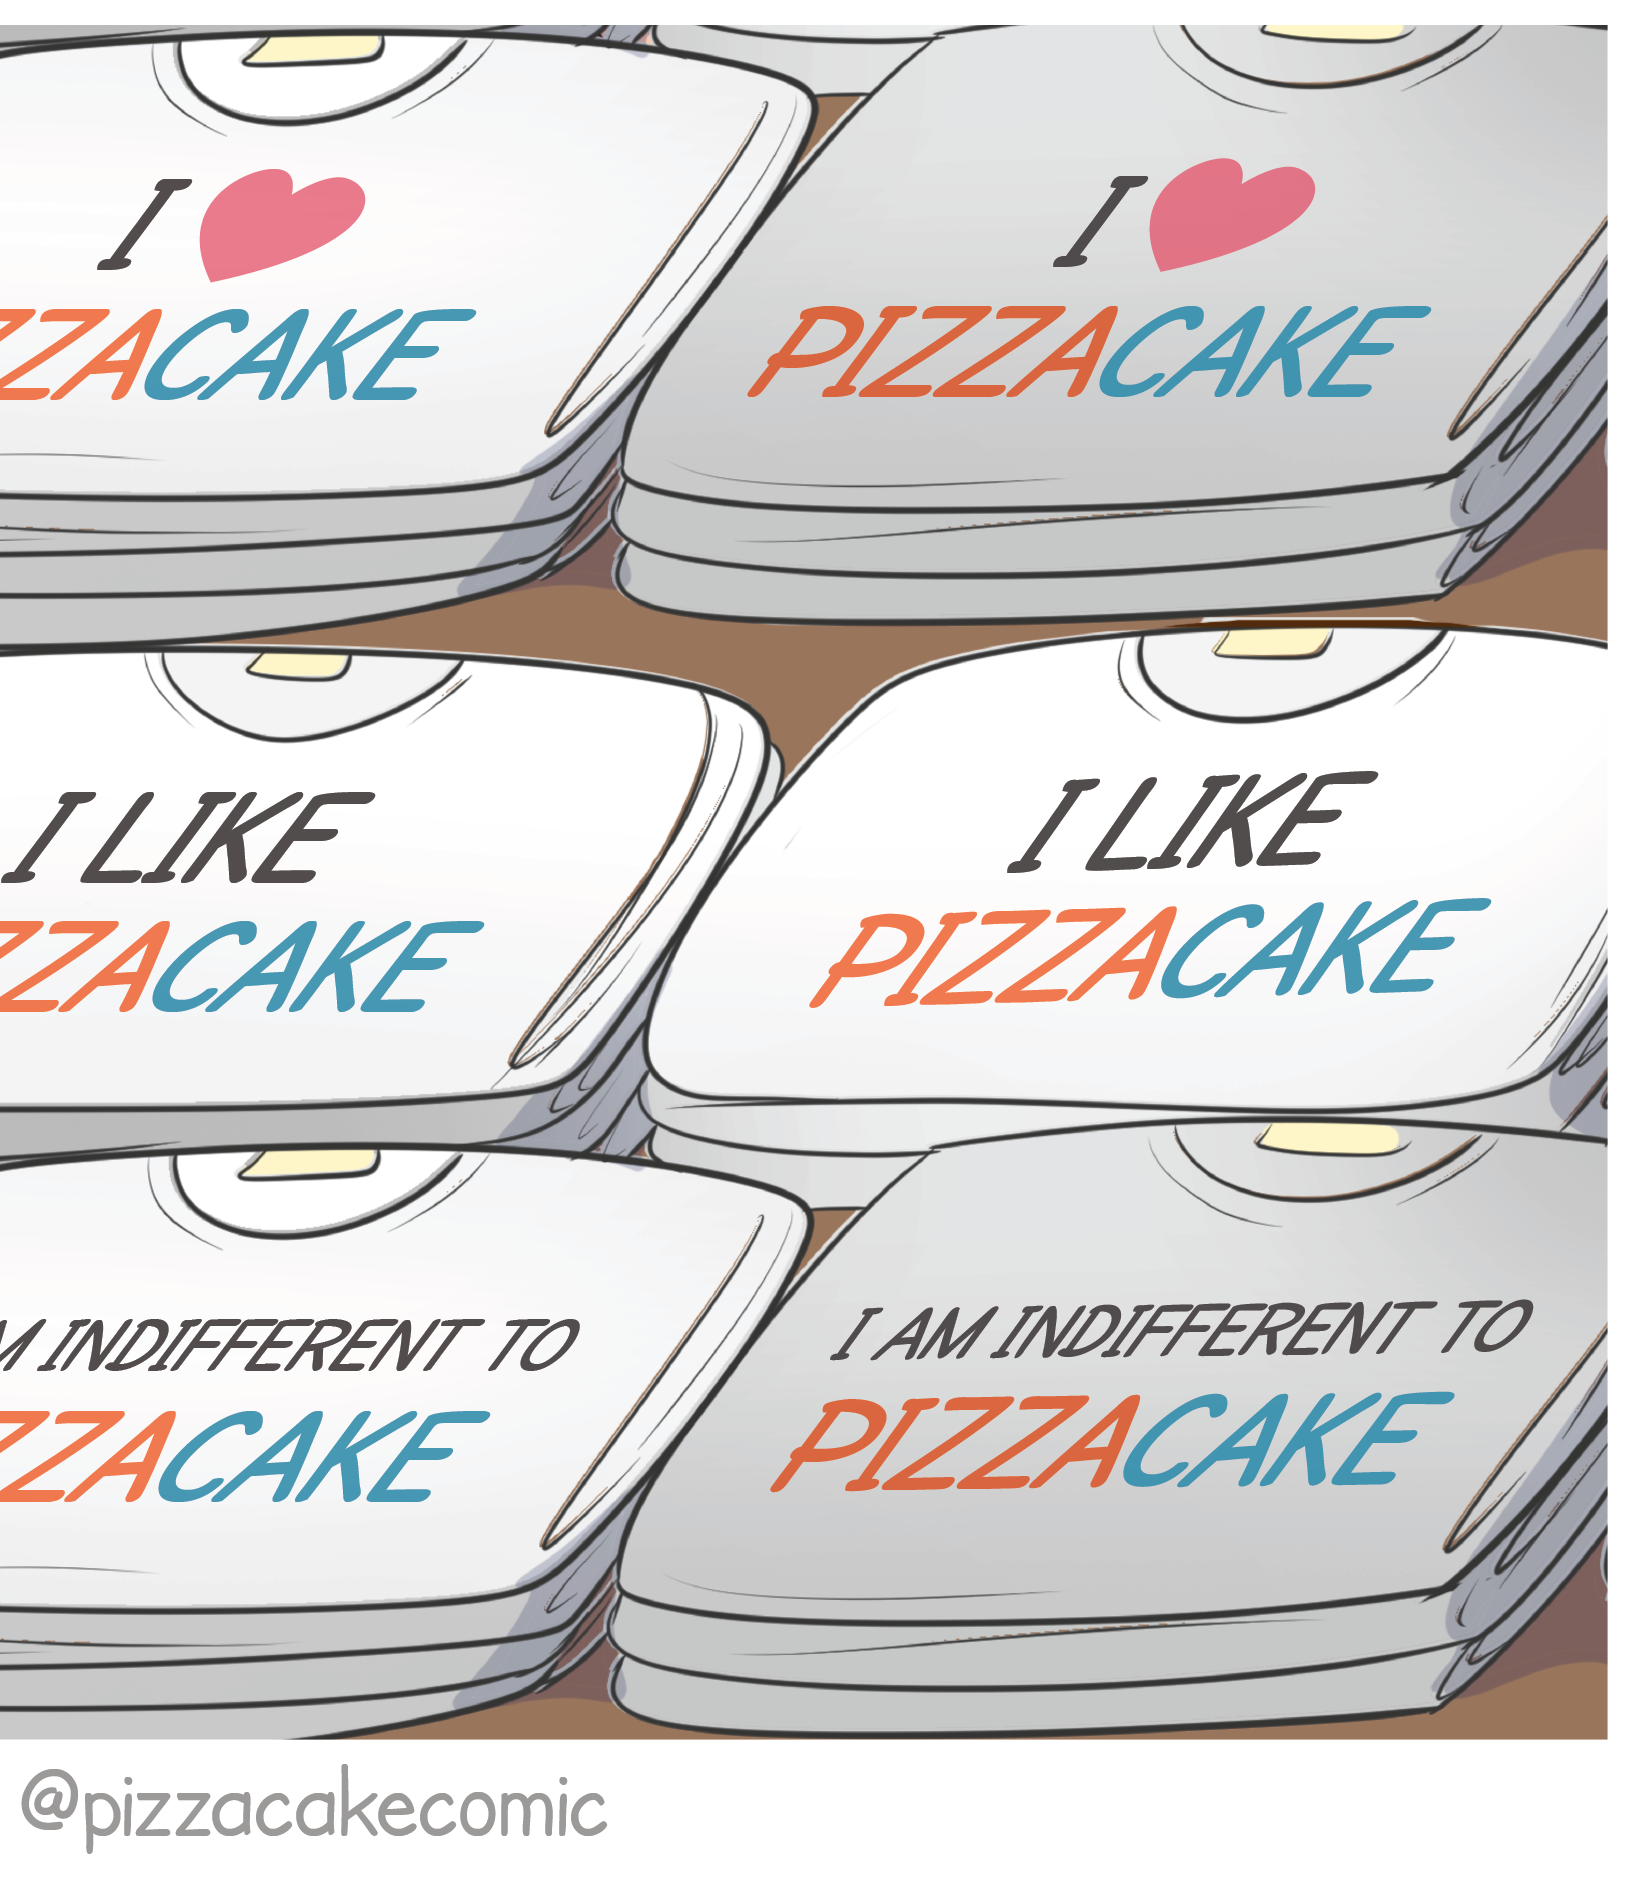 I
I
ZZACAKE
PIZZACAKE
I LIKE
I LIKE
ZZACAKE
PIZZACAKE
M INDIFFERENT TO
I AM INDIFFERENT TO
ZZACAKE
PIZZACAKE
@pizzacakecomic